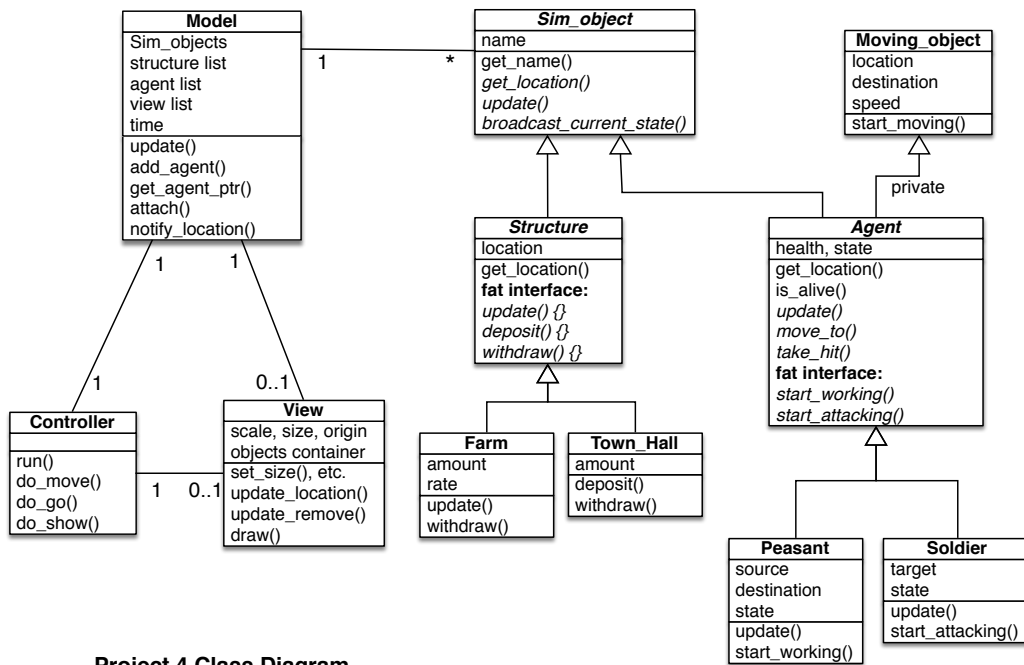 Model
Sim_objects
structure list
agent list
view list
time
update()
add_agent()
get_agent_ptr()
attach()
notify_location()
1
*
Sim_object
name
get_name()
get_location()
update()
broadcast_current_state()
Moving_object
location
destination
speed
start_moving()
private
Structure
location
get_location()
fat interface:
update() {}
deposit() {}
withdraw() {}
Agent
health, state
get_location()
is_alive()
update()
move_to()
take_hit()
fat interface:
start_working()
start_attacking()
1
1
1
0..1
Controller
run()
do_move()
do_go()
do_show()
1
0..1
View
scale, size, origin
objects container
set_size(), etc.
update_location()
update_remove()
draw()
Farm
amount
rate
update()
withdraw()
Town_Hall
amount
deposit()
withdraw()
Peasant
source
destination
state
update()
start_working()
Soldier
target
state
update()
start_attacking()
Project 4 Class Diagram